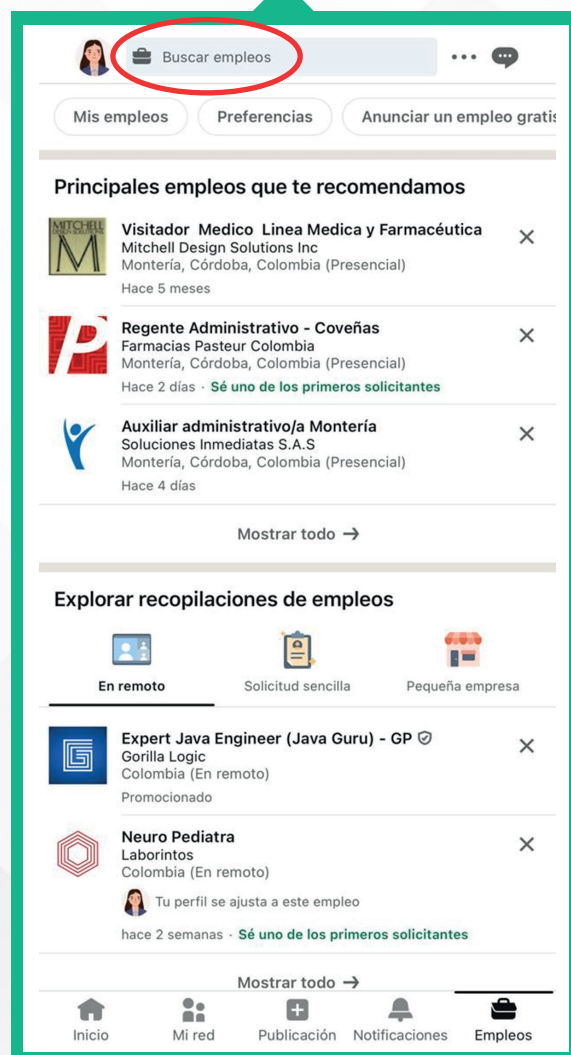 Buscar empleos
Mis empleos
Preferencias
Anunciar un empleo gratis
Principales empleos que te recomendamos
MITCHELL
M
Visitador Medico Linea Medica y Farmacéutica
Mitchell Design Solutions Inc
Montería, Córdoba, Colombia (Presencial)
Hace 5 meses
P
Regente Administrativo - Coveñas
Farmacias Pasteur Colombia
Montería, Córdoba, Colombia (Presencial)
Hace 2 días · Sé uno de los primeros solicitantes
Auxiliar administrativo/a Montería
Soluciones Inmediatas S.A.S
Montería, Córdoba, Colombia (Presencial)
Hace 4 días
Mostrar todo →
Explorar recopilaciones de empleos
En remoto
Solicitud sencilla
Pequeña empresa
Expert Java Engineer (Java Guru) - GP
Gorilla Logic
Colombia (En remoto)
Promocionado
Neuro Pediatra
Laborintos
Colombia (En remoto)
Tu perfil se ajusta a este empleo
hace 2 semanas · Sé uno de los primeros solicitantes
Mostrar todo →
Inicio
Mi red
Publicación
Notificaciones
Empleos